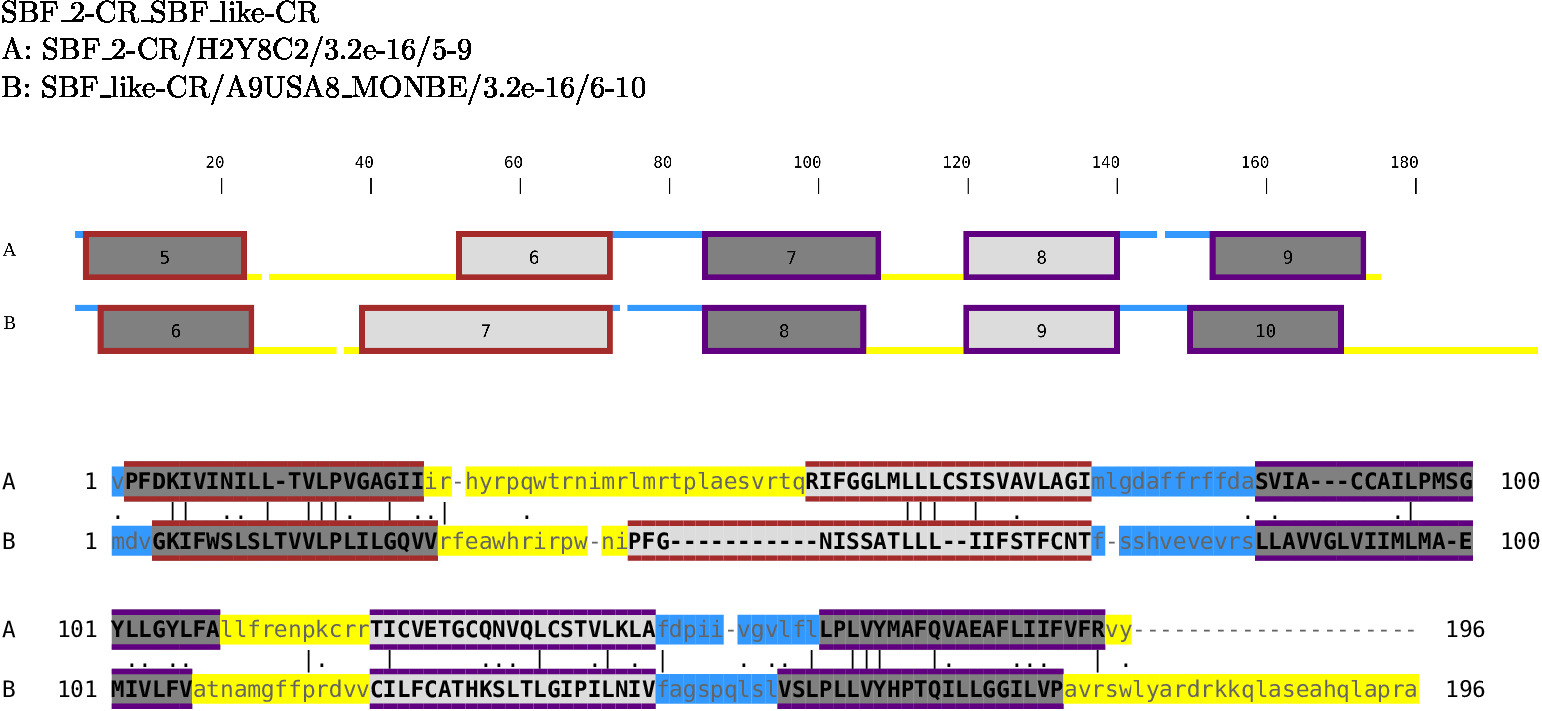 SBF_2-CR_SBF_like-CR
A: SBF_2-CR/H2Y8C2/3.2e-16/5-9
B: SBF_like-CR/A9USA8_MONBE/3.2e-16/6-10
20 40 60 80 100 120 140 160 180
A 5 6 7 8 9
B 6 7 8 9 10
A 1 vPFDKIVINILL-TVLPVGAGIIir-hyrpqwtrnimrlmrtplaesvrtqRIFGGLMLLLCSISVAVLAGImlgdaffrffdaSVIA---CCAILPMSG 100
B 1 mdvGKIFWSLSLTVVLPLILGQVVrfeawhrirpw-niPFG-----------NISSATLLL--IIFSTFCNTf-sshvevevrsLLAVVGLVIIMLMA-E 100
A 101 YLLGYLFAllfrenpkcrrTICVETGCQNVQLCSTVLKLAfdpii-vgvlflLPLVYMAFQVAEAFLIIFVFRvy--------------------- 196
B 101 MIVLFVatnamgffprdvvCILFCATHKSLTLGIPILNIVfagspqlslVSLPLLVYHPTQILLGGILVPavrswlyardrkkqlaseahqlapra 196